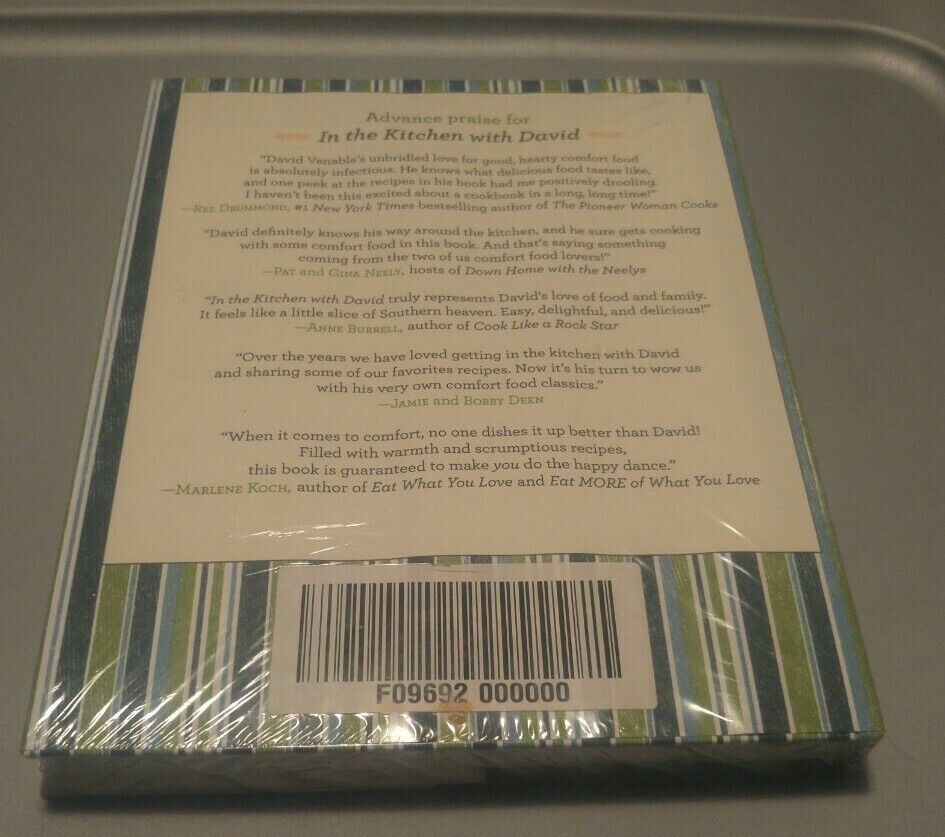 Advance praise for
In the Kitchen with David
“David Venable’s unbridled love for good, hearty comfort food
is absolutely infectious. He knows what delicious food tastes like,
and one peek at the recipes in his book had me positively drooling.
I haven’t been this excited about a cookbook in a long, long time!”
—Ree Drummond, #1 New York Times bestselling author of The Pioneer Woman Cooks
“David definitely knows his way around the kitchen, and he sure gets cooking
with some comfort food in this book. And that’s saying something
coming from the two of us comfort food lovers!”
—Pat and Gina Neely, hosts of Down Home with the Neelys
“In the Kitchen with David truly represents David’s love of food and family.
It feels like a little slice of Southern heaven. Easy, delightful, and delicious!”
—Anne Burrell, author of Cook Like a Rock Star
“Over the years we have loved getting in the kitchen with David
and sharing some of our favorites recipes. Now it’s his turn to wow us
with his very own comfort food classics.”
—Jamie and Bobby Deen
“When it comes to comfort, no one dishes it up better than David!
Filled with warmth and scrumptious recipes,
this book is guaranteed to make you do the happy dance.”
—Marlene Koch, author of Eat What You Love and Eat MORE of What You Love
F09692 000000